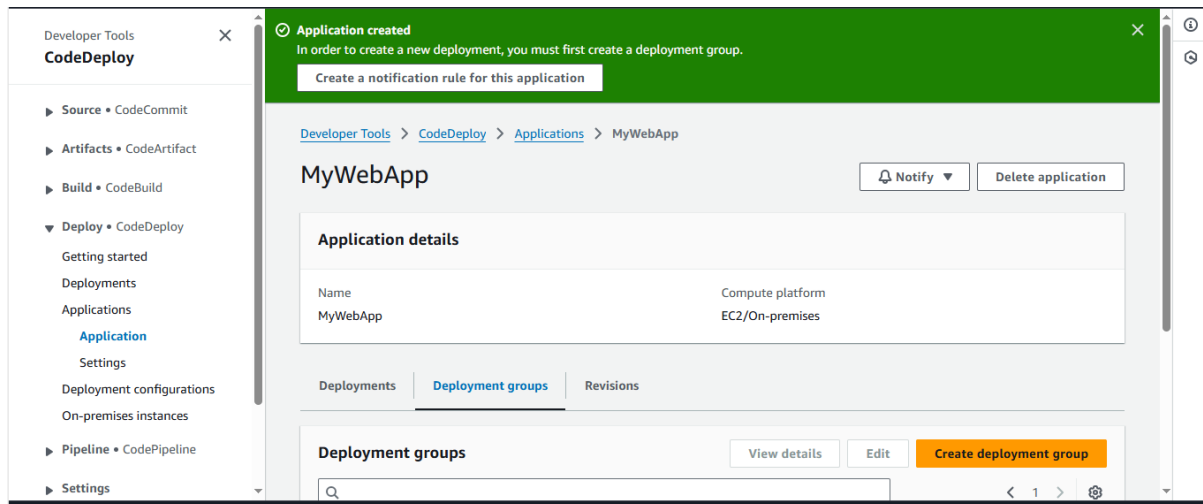 Developer Tools
CodeDeploy
Source • CodeCommit
Artifacts • CodeArtifact
Build • CodeBuild
Deploy • CodeDeploy
Getting started
Deployments
Applications
Application
Settings
Deployment configurations
On-premises instances
Pipeline • CodePipeline
Settings
Application created
In order to create a new deployment, you must first create a deployment group.
Create a notification rule for this application
Developer Tools > CodeDeploy > Applications > MyWebApp
MyWebApp
Notify
Delete application
Application details
Name
Compute platform
MyWebApp
EC2/On-premises
Deployments
Deployment groups
Revisions
Deployment groups
View details
Edit
Create deployment group
1